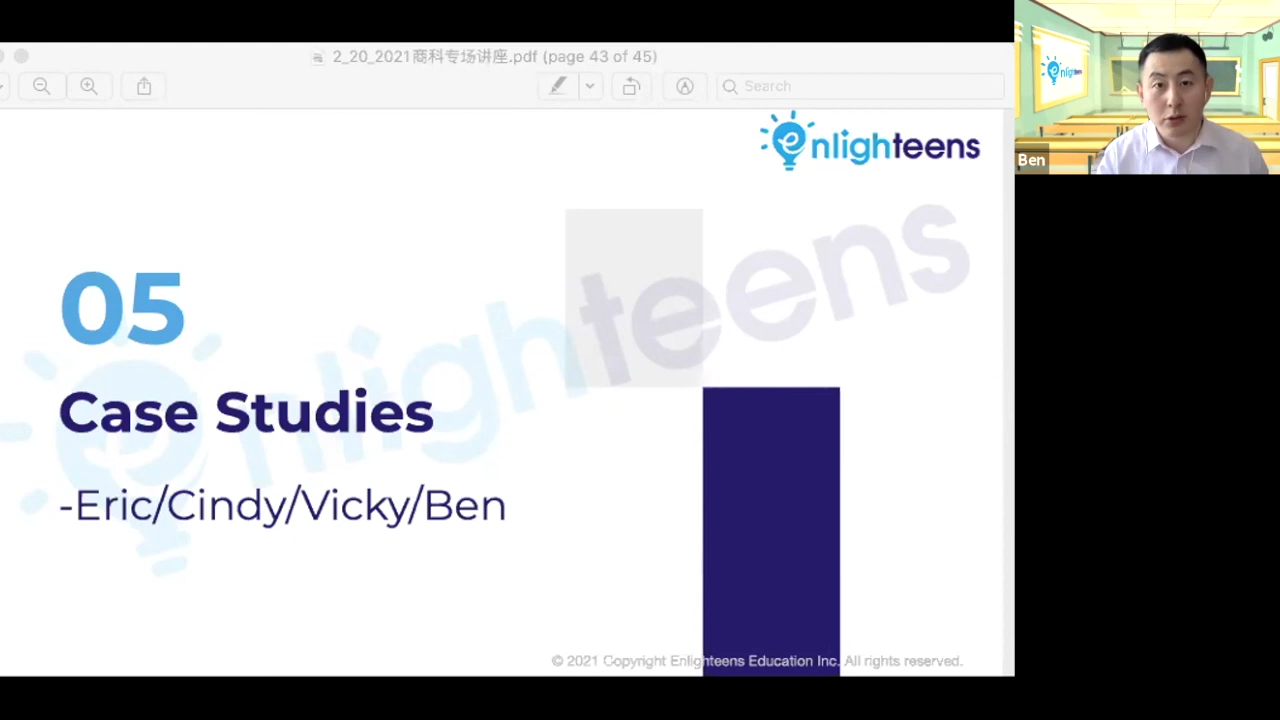 2_20_2021商科专场讲座.pdf (page 43 of 45)
Search
enlighteens
enlighteens
Ben
05
Case Studies
-Eric/Cindy/Vicky/Ben
enlighteens
© 2021 Copyright Enlighteens Education Inc. All rights reserved.